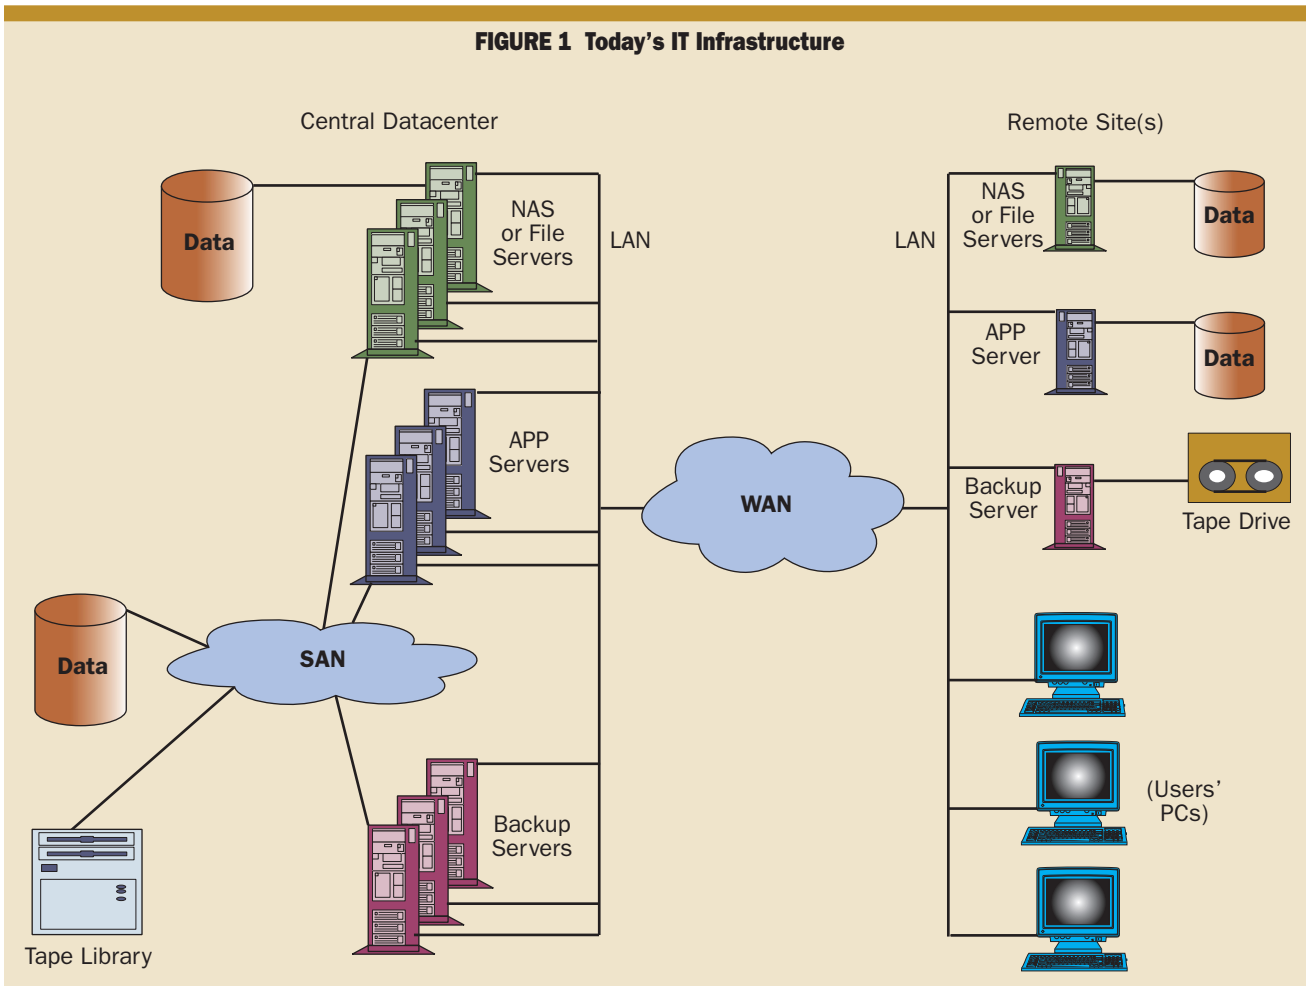 FIGURE 1 Today's IT Infrastructure
Central Datacenter
Data
NAS
or File
Servers
LAN
APP
Servers
SAN
Data
Tape Library
Backup
Servers
WAN
Remote Site(s)
LAN
NAS
or File
Servers
Data
APP
Server
Data
Backup
Server
Tape Drive
(Users'
PCs)